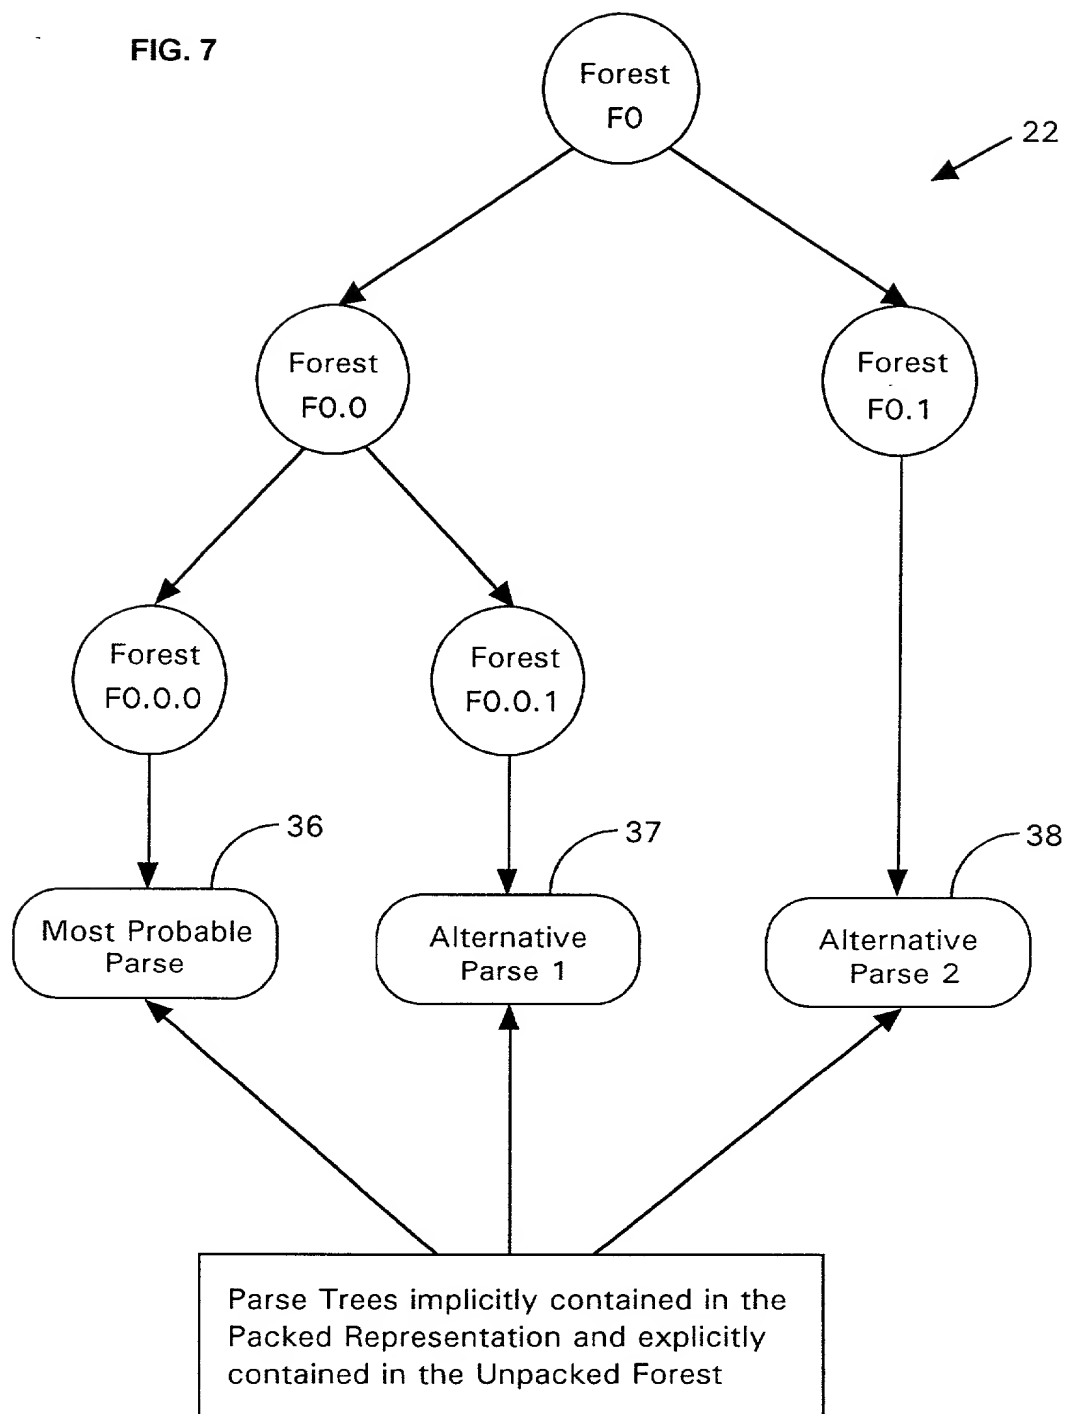 FIG. 7
Forest
F0
22
Forest
F0.0
Forest
F0.1
Forest
F0.0.0
Forest
F0.0.1
36
37
38
Most Probable
Parse
Alternative
Parse 1
Alternative
Parse 2
Parse Trees implicitly contained in the
Packed Representation and explicitly
contained in the Unpacked Forest